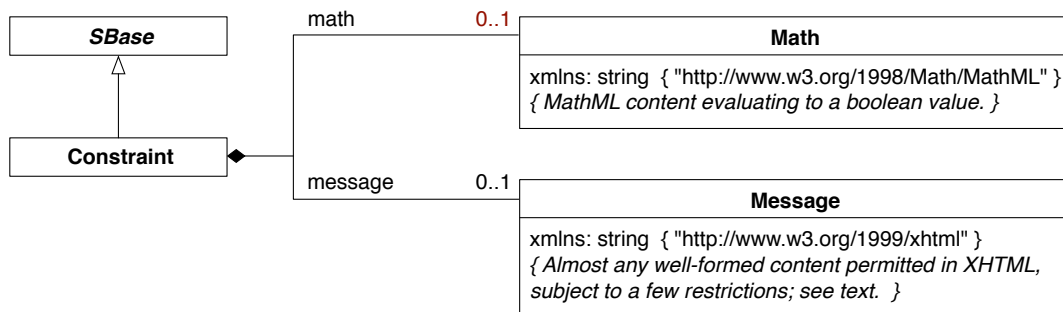 SBase
Constraint
math 0..1
Math
xmlns: string { "http://www.w3.org/1998/Math/MathML" }
{ MathML content evaluating to a boolean value. }
message 0..1
Message
xmlns: string { "http://www.w3.org/1999/xhtml" }
{ Almost any well-formed content permitted in XHTML,
subject to a few restrictions; see text. }